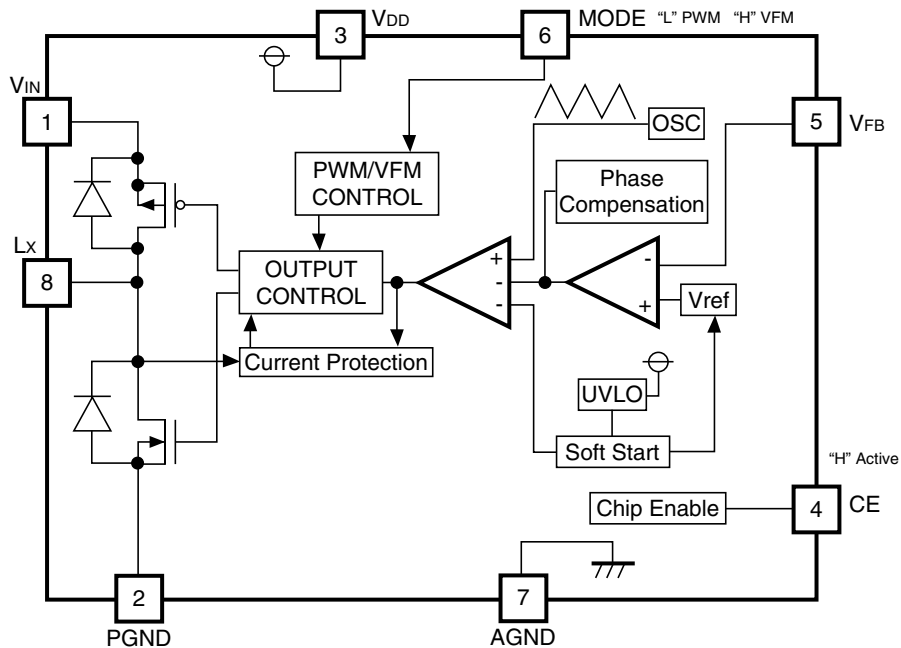 VDD
3
MODE "L" PWM "H" VFM
6
VIN
1
OSC
5
VFB
PWM/VFM
CONTROL
Phase
Compensation
LX
8
OUTPUT
CONTROL
+
-
-
-
+
Vref
Current Protection
UVLO
Soft Start
"H" Active
Chip Enable
4
CE
2
PGND
7
AGND